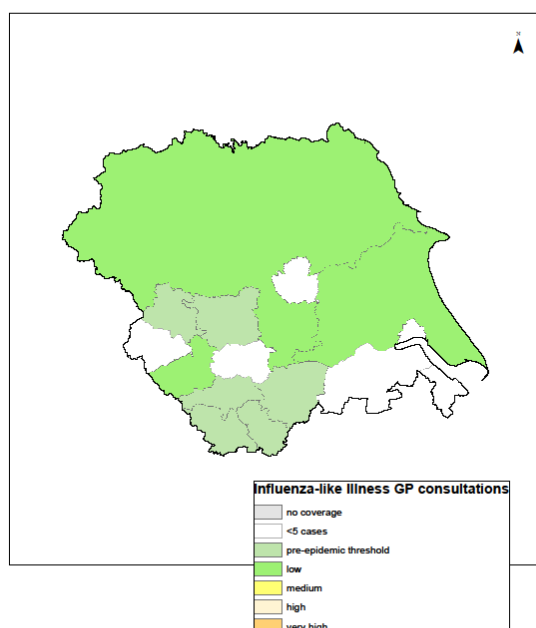 N
Influenza-like Illness GP consultations
no coverage
<5 cases
pre-epidemic threshold
low
medium
high
very high